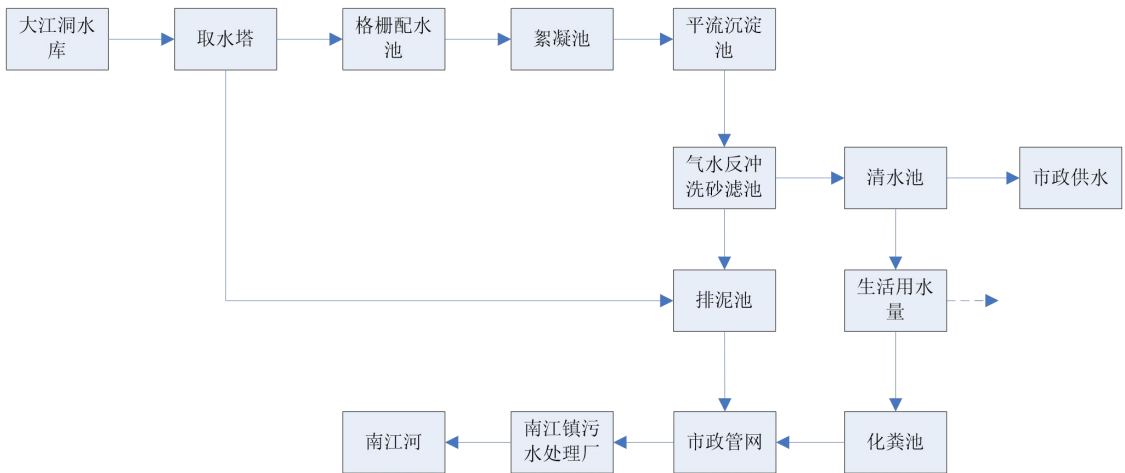 大江洞水
库
取水塔
格栅配水
池
絮凝池
平流沉淀
池
气水反冲
洗砂滤池
清水池
市政供水
排泥池
生活用水
量
南江河
南江镇污
水处理厂
市政管网
化粪池